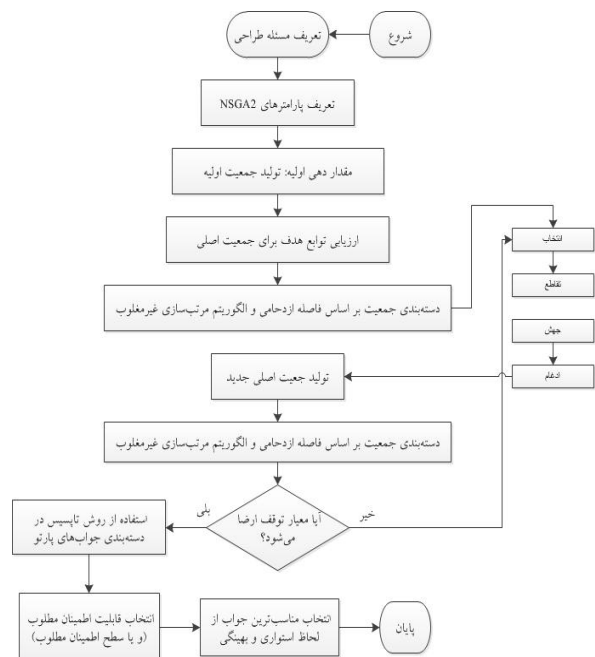 شروع
تعریف مسئله طراحی
تعریف پارامترهای NSGA2
مقدار دهی اولیه: تولید جمعیت اولیه
ارزیابی توابع هدف برای جمعیت اصلی
دسته‌بندی جمعیت بر اساس فاصله ازدحامی و الگوریتم مرتب‌سازی غیرمغلوب
انتخاب
تقاطع
جهش
ادغام
تولید جعیت اصلی جدید
دسته‌بندی جمعیت بر اساس فاصله ازدحامی و الگوریتم مرتب‌سازی غیرمغلوب
آیا معیار توقف ارضا
می‌شود؟
خیر
بلی
استفاده از روش تاپسیس در
دسته‌بندی جواب‌های پارتو
انتخاب قابلیت اطمینان مطلوب
(و یا سطح اطمینان مطلوب)
انتخاب مناسب‌ترین جواب از
لحاظ استواری و بهینگی
پایان